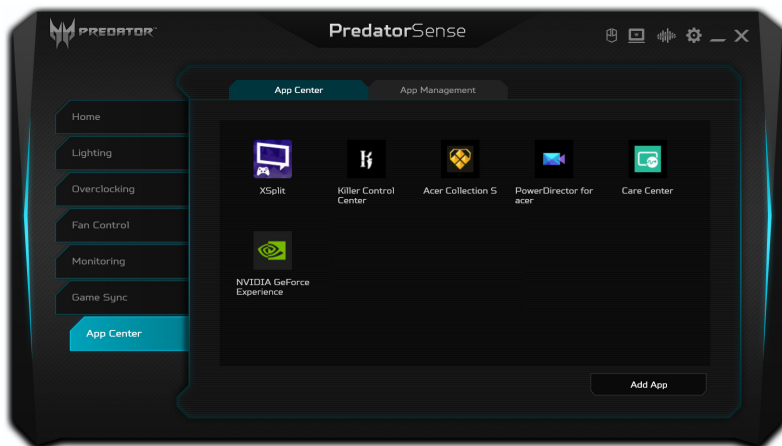 PREDATOR
PredatorSense
App Center
App Management
Home
Lighting
Overclocking
Fan Control
Monitoring
Game Sync
App Center
XSplit
Killer Control
Center
Acer Collection S
PowerDirector for
acer
Care Center
NVIDIA GeForce
Experience
Add App